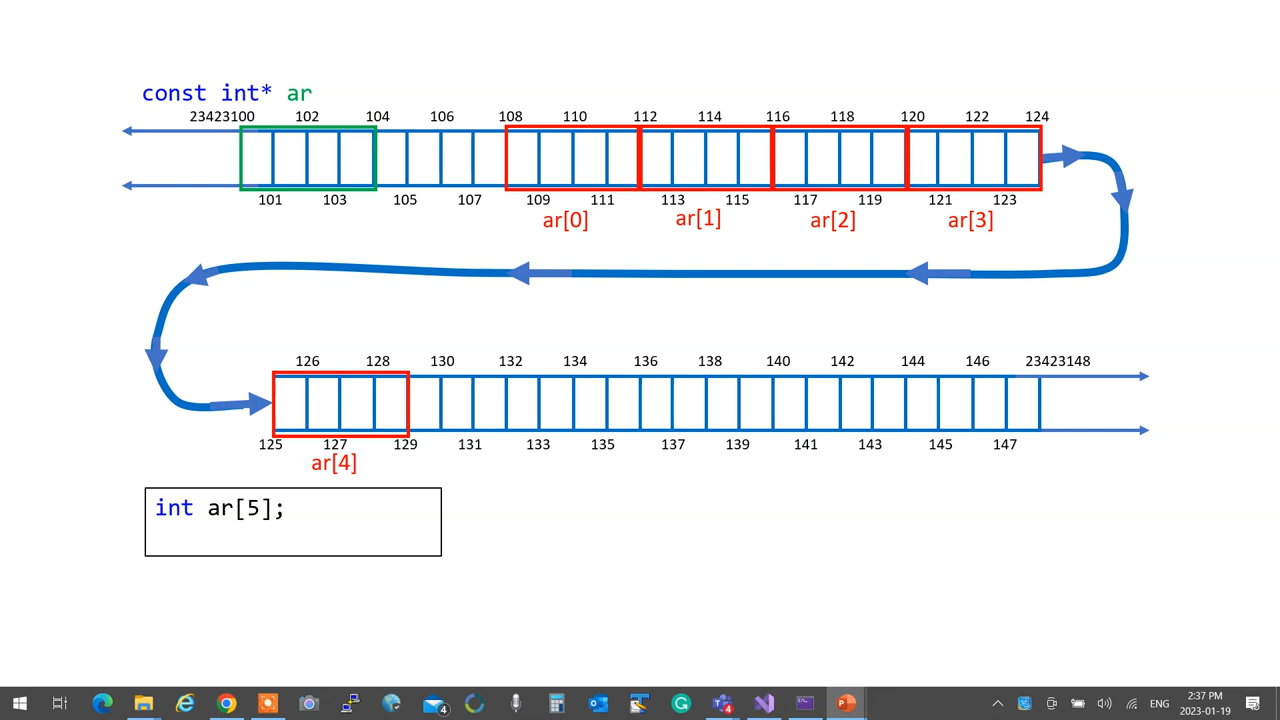 const int* ar
23423100 102 104 106 108 110 112 114 116 118 120 122 124
101 103 105 107 109 111 113 115 117 119 121 123
ar[0] ar[1] ar[2] ar[3]
126 128 130 132 134 136 138 140 142 144 146 23423148
125 127 129 131 133 135 137 139 141 143 145 147
ar[4]
int ar[5];
4 4 ENG 2:37 PM
2023-01-19